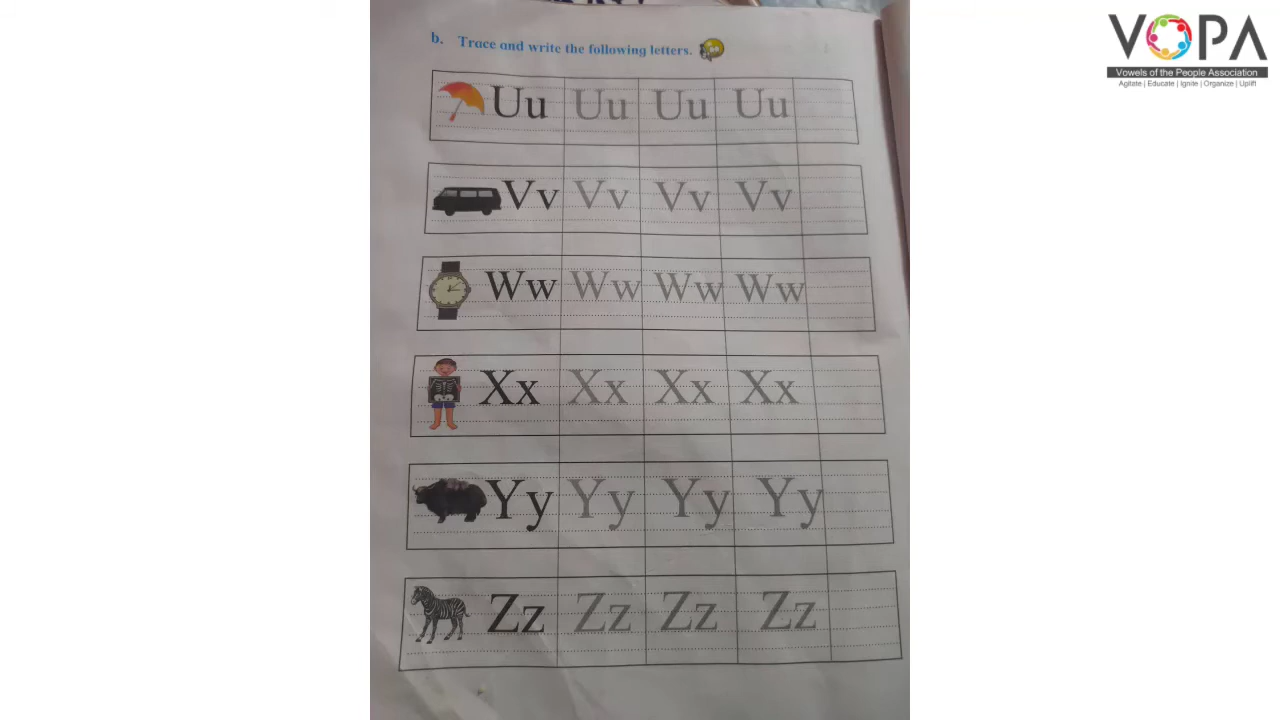 b. Trace and write the following letters.
Uu Uu Uu Uu
Vv Vv Vv Vv
Ww Ww Ww Ww
Xx Xx Xx Xx
Yy Yy Yy Yy
Zz Zz Zz Zz
VOPA
Vowels of the People Association
Agitate | Educate | Ignite | Organize | Uplift